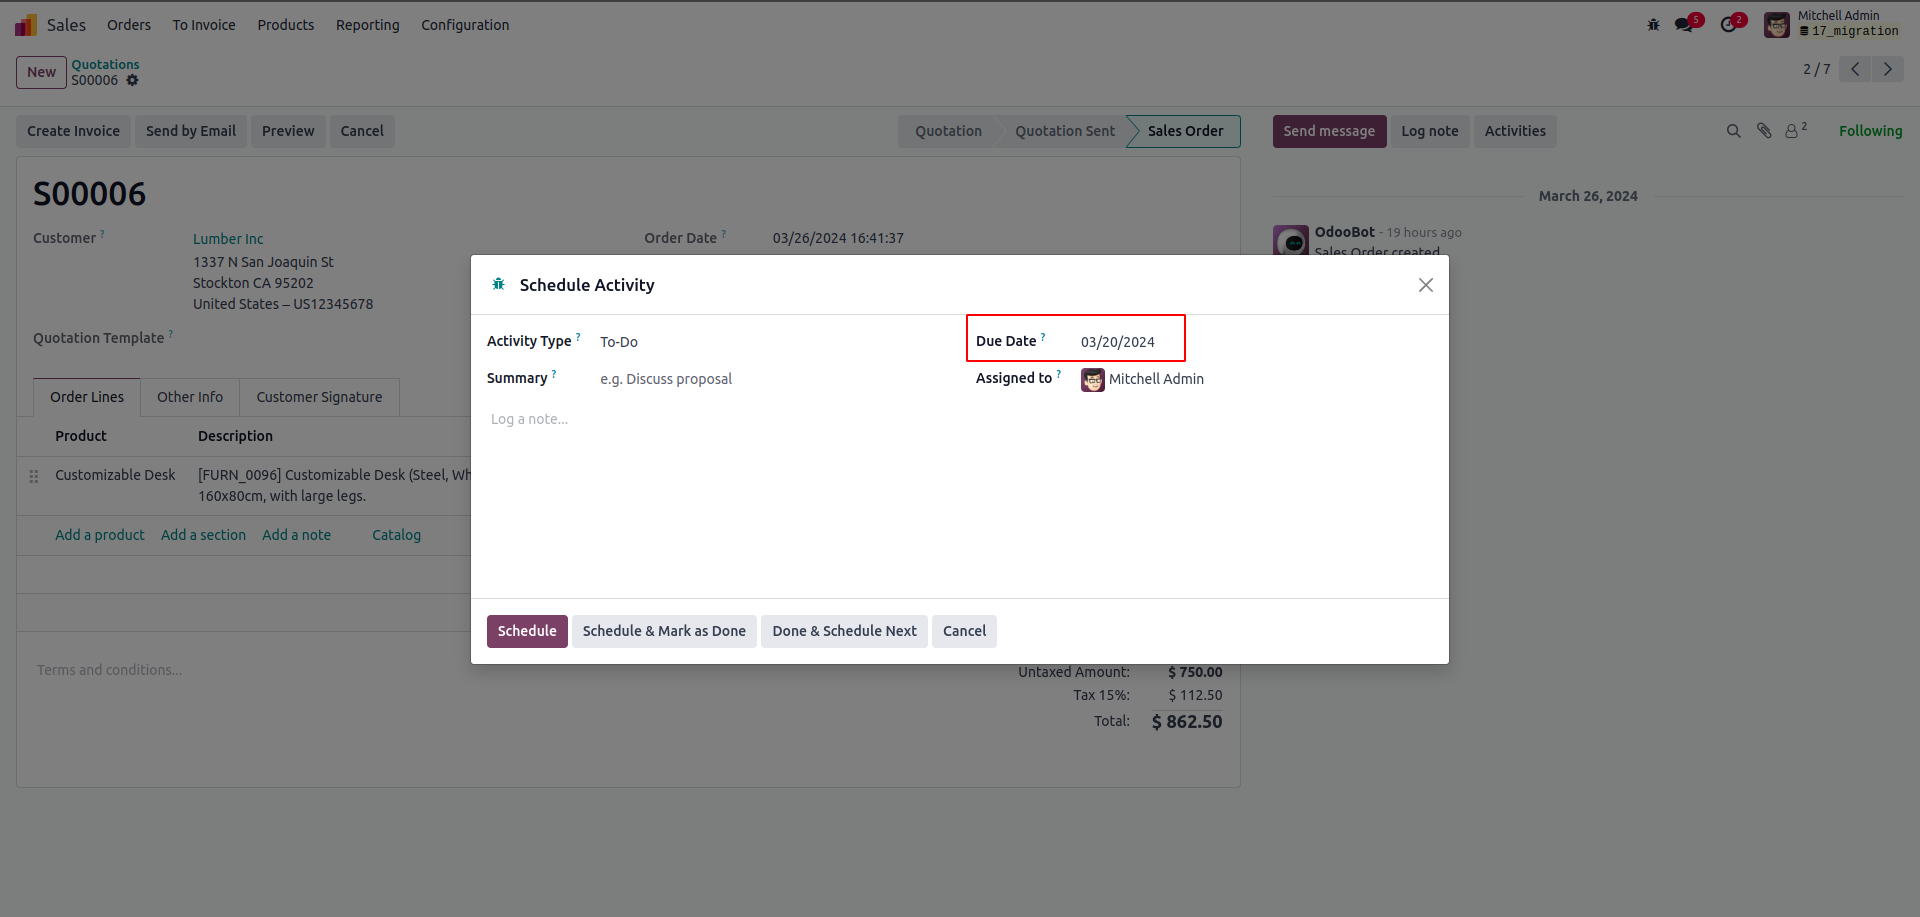 Sales Orders To Invoice Products Reporting Configuration 5 2 Mitchell Admin
17_migration
New Quotations
S00006 2 / 7
Create Invoice Send by Email Preview Cancel Quotation Quotation Sent Sales Order Send message Log note Activities 2 Following
S00006
March 26, 2024
Customer ? Lumber Inc Order Date ? 03/26/2024 16:41:37
OdooBot - 19 hours ago
Sales Order created
1337 N San Joaquin St
Stockton CA 95202
United States – US12345678
Quotation Template ?
Order Lines Other Info Customer Signature
Product Description
Customizable Desk [FURN_0096] Customizable Desk (Steel,
160x80cm, with large legs.
Add a product Add a section Add a note Catalog
Terms and conditions...
Schedule Activity
Activity Type ? To-Do Due Date ? 03/20/2024
Summary ? e.g. Discuss proposal Assigned to ? Mitchell Admin
Log a note...
Schedule Schedule & Mark as Done Done & Schedule Next Cancel
Untaxed Amount: $ 750.00
Tax 15%: $ 112.50
Total: $ 862.50